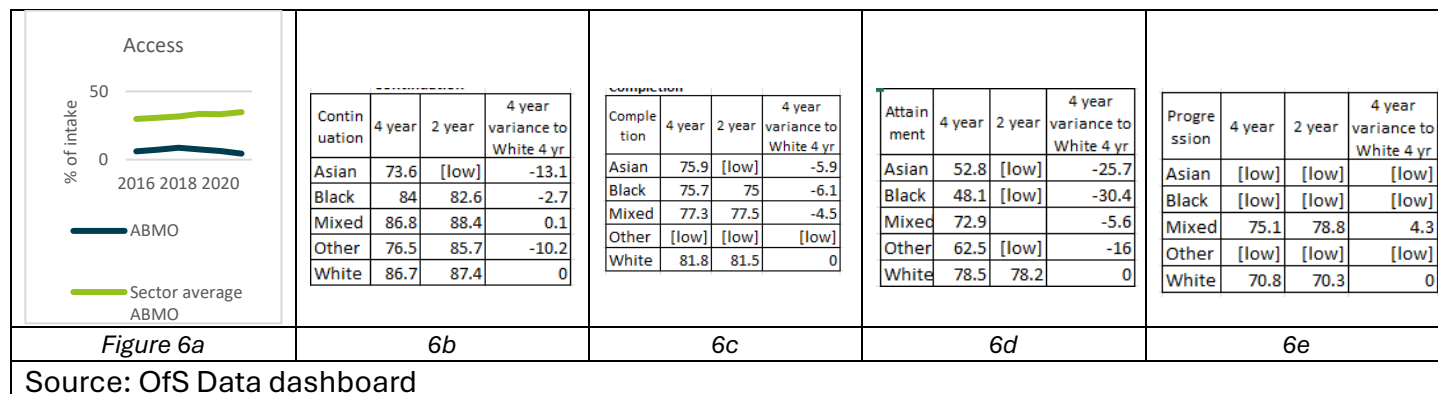 Access
50
0
% of intake
2016 2018 2020
ABMO
Sector average
ABMO
Contin
uation
4 year
2 year
4 year
variance to
White 4 yr
Asian 73.6 [low] -13.1
Black 84 82.6 -2.7
Mixed 86.8 88.4 0.1
Other 76.5 85.7 -10.2
White 86.7 87.4 0
Comple
tion
4 year
2 year
4 year
variance to
White 4 yr
Asian 75.9 [low] -5.9
Black 75.7 75 -6.1
Mixed 77.3 77.5 -4.5
Other [low] [low] [low]
White 81.8 81.5 0
Attain
ment
4 year
2 year
4 year
variance to
White 4 yr
Asian 52.8 [low] -25.7
Black 48.1 [low] -30.4
Mixed 72.9 -5.6
Other 62.5 [low] -16
White 78.5 78.2 0
Progre
ssion
4 year
2 year
4 year
variance to
White 4 yr
Asian [low] [low] [low]
Black [low] [low] [low]
Mixed 75.1 78.8 4.3
Other [low] [low] [low]
White 70.8 70.3 0
Figure 6a
6b
6c
6d
6e
Source: OfS Data dashboard